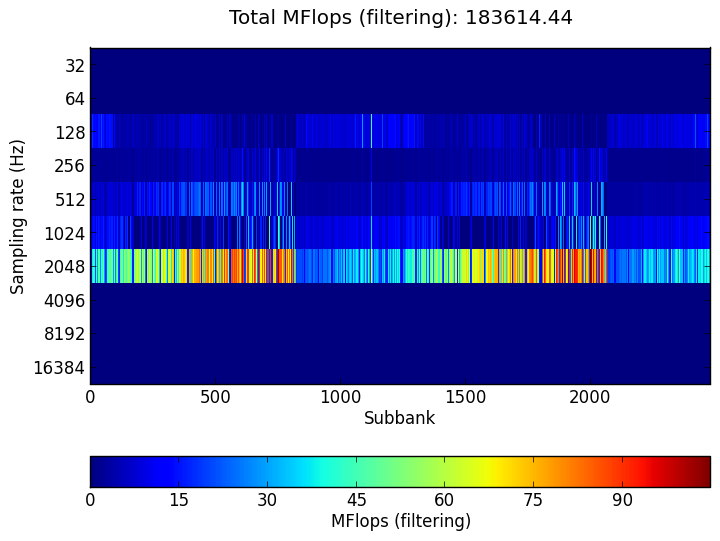 Total MFlops (filtering): 183614.44
32
64
128
256
512
1024
2048
4096
8192
16384
Sampling rate (Hz)
0 500 1000 1500 2000
Subbank
0 15 30 45 60 75 90
MFlops (filtering)